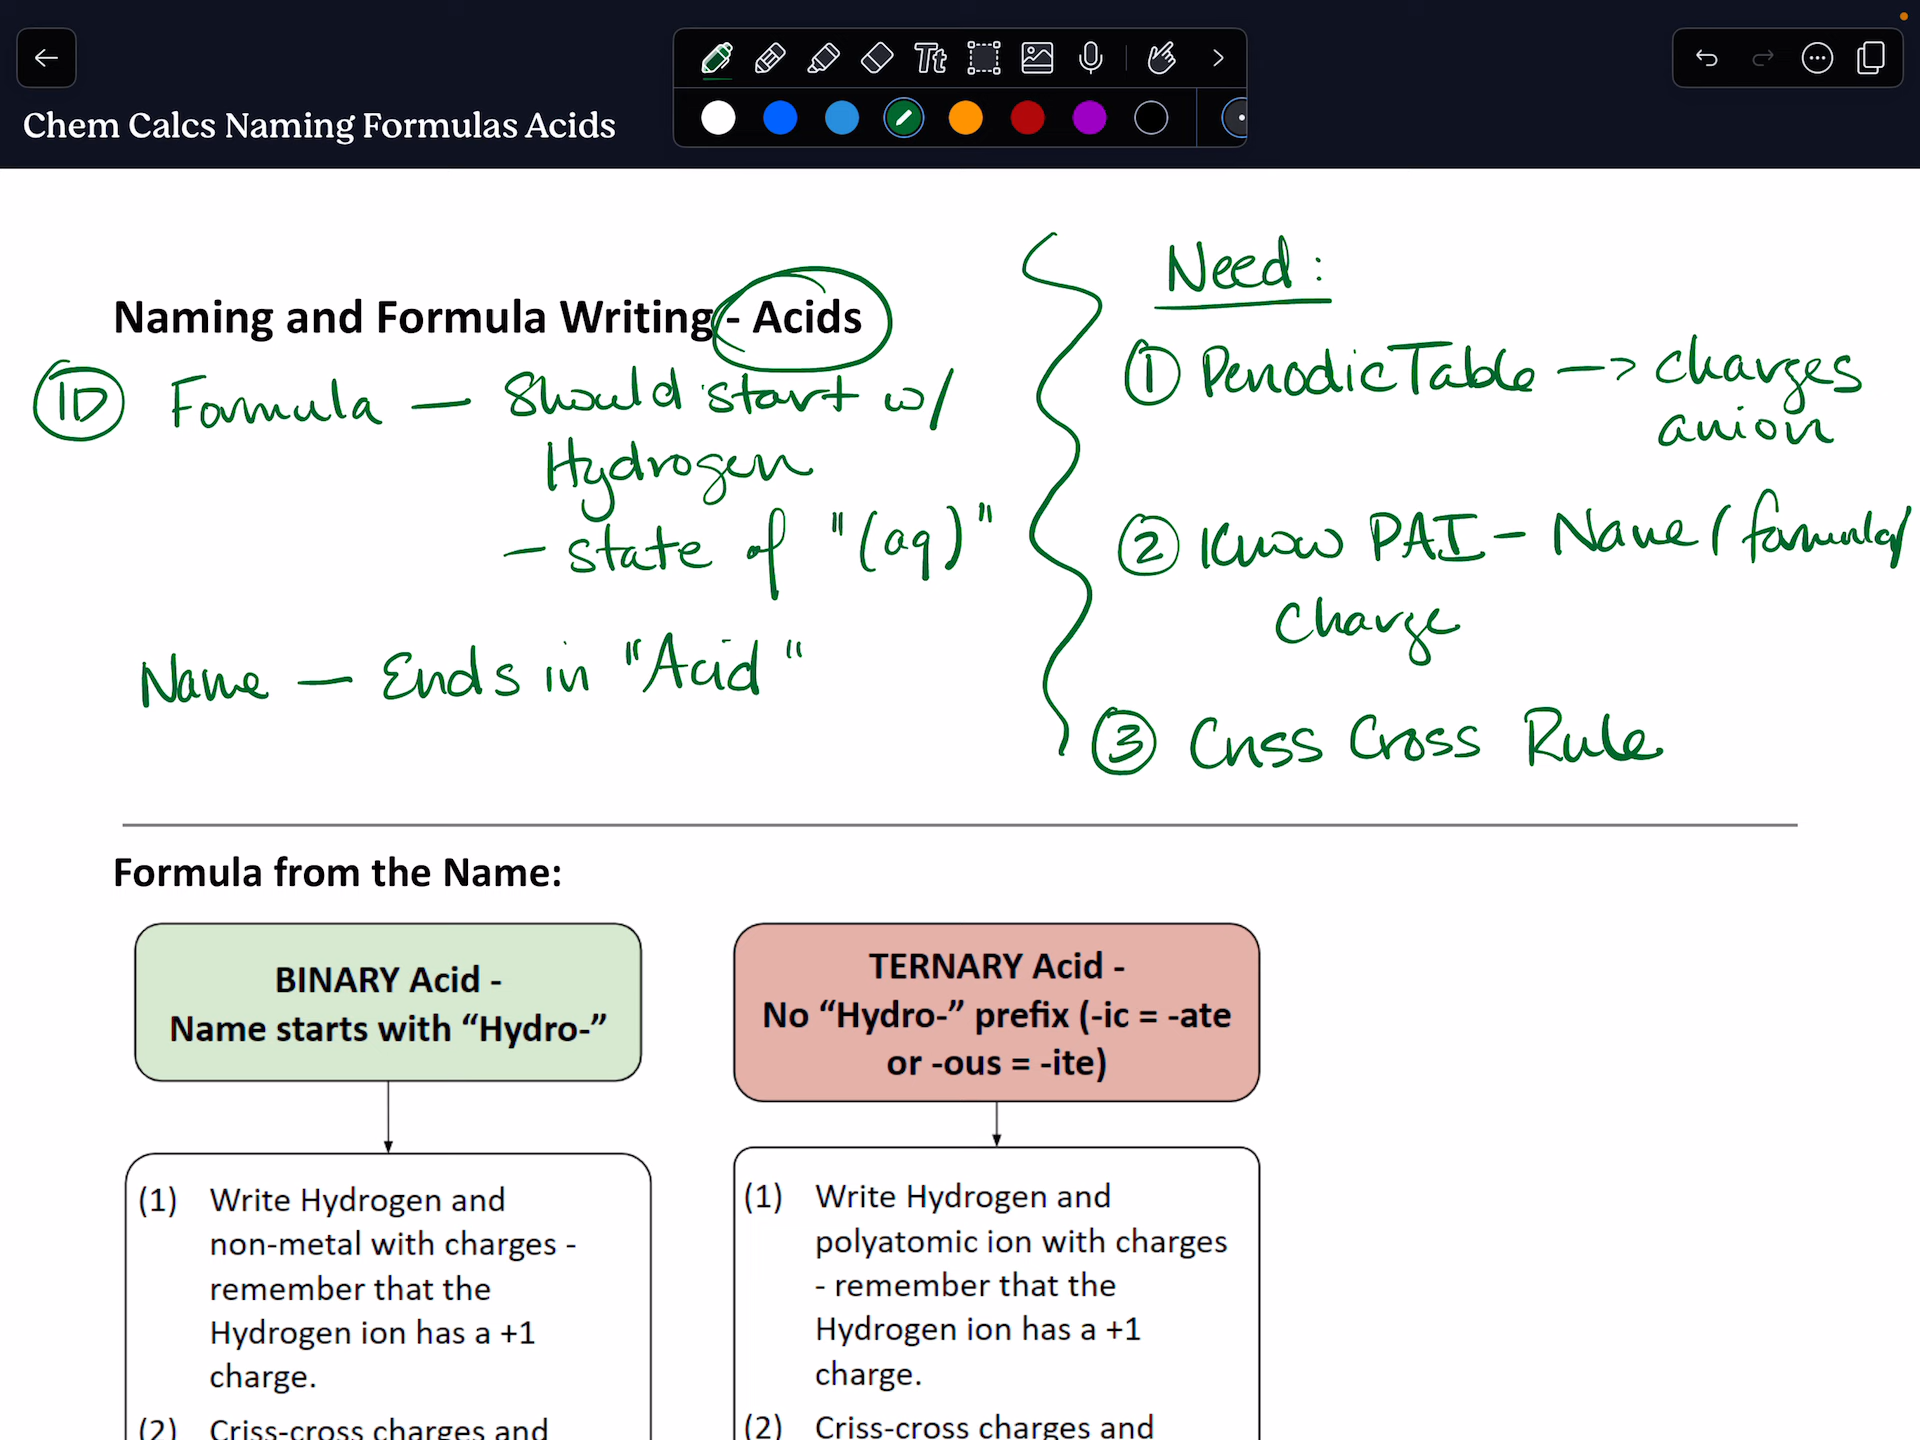 Chem Calcs Naming Formulas Acids
Tt
Naming and Formula Writing - Acids
ID Formula — Should start w/
Hydrogen
- state of "(aq)"
Name — Ends in "Acid"
Need:
① Periodic Table -> charges
anion
② Know PAI - Name/formula/
Charge
③ Criss Cross Rule
Formula from the Name:
BINARY Acid -
Name starts with “Hydro-”
TERNARY Acid -
No “Hydro-” prefix (-ic = -ate
or -ous = -ite)
(1) Write Hydrogen and
non-metal with charges -
remember that the
Hydrogen ion has a +1
charge.
(2) Criss-cross charges and
(1) Write Hydrogen and
polyatomic ion with charges
- remember that the
Hydrogen ion has a +1
charge.
(2) Criss-cross charges and